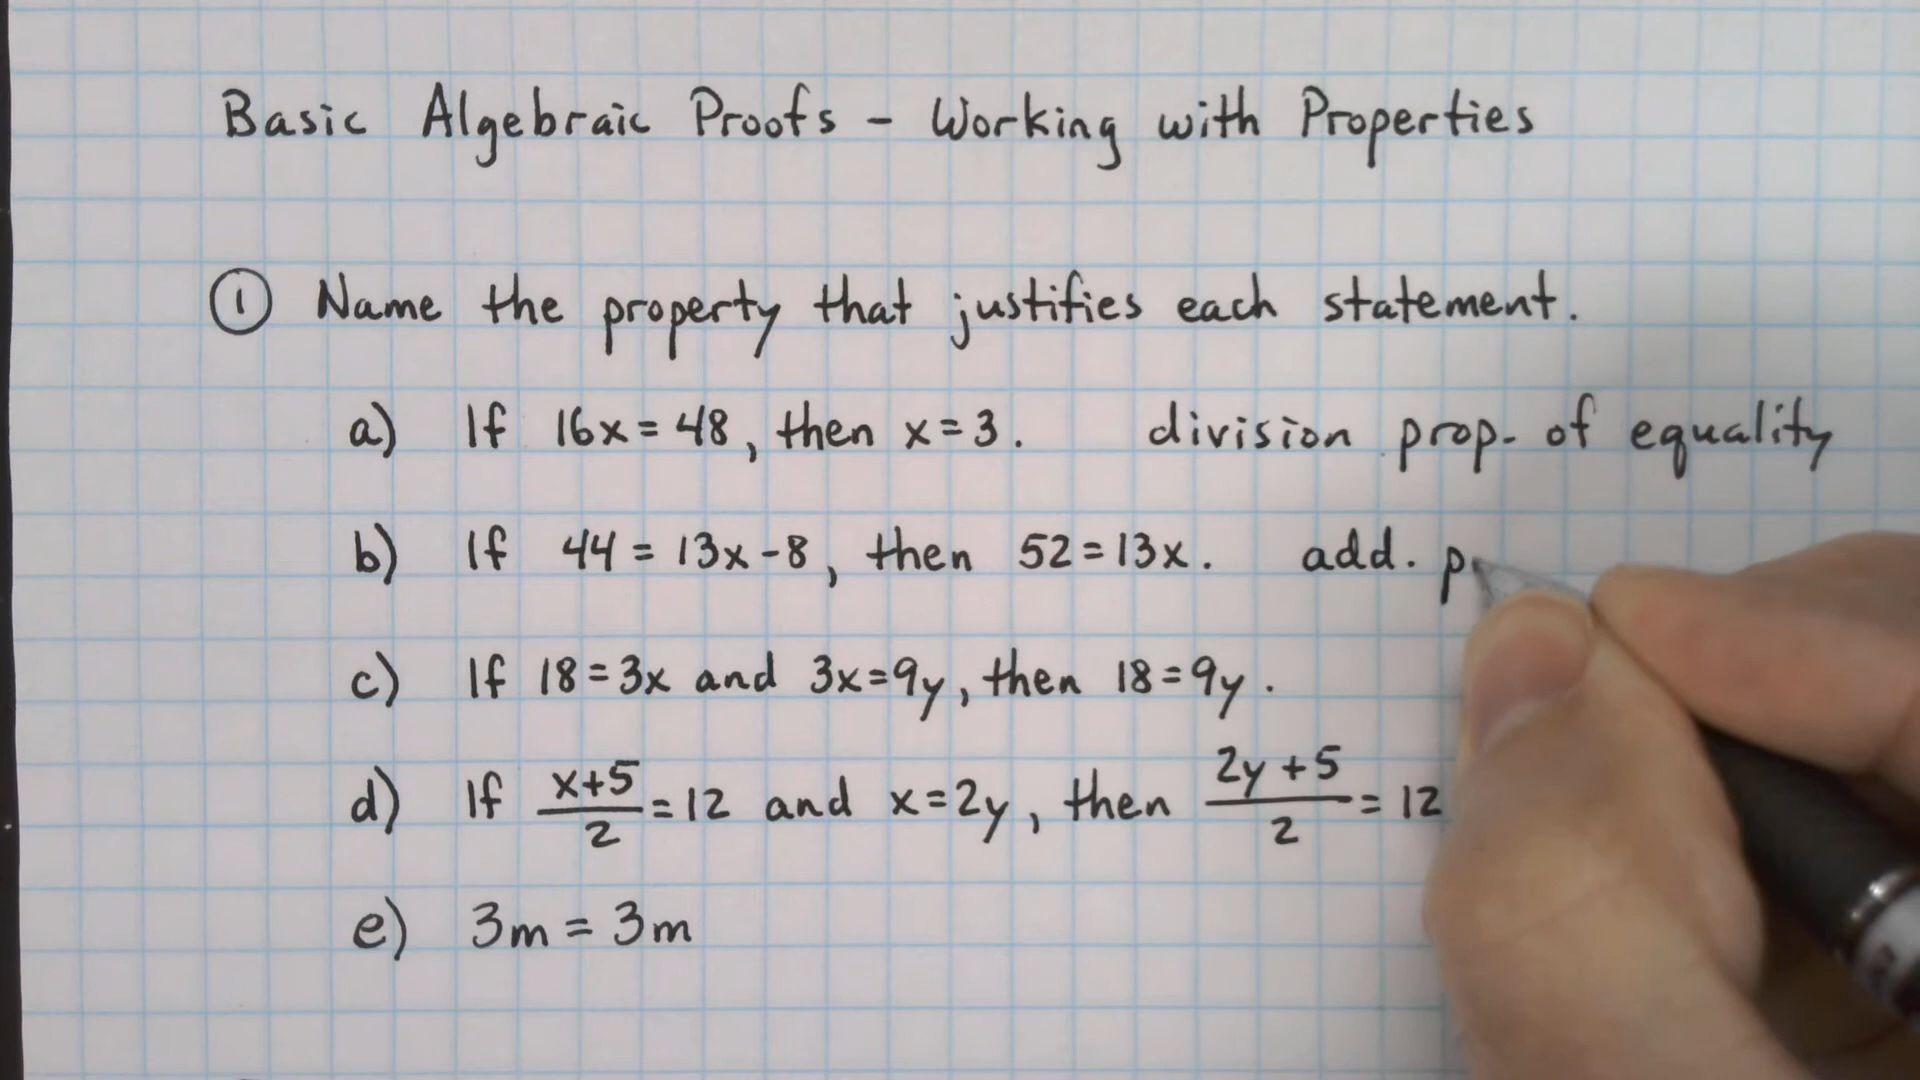 Basic Algebraic Proofs - Working with Properties
① Name the property that justifies each statement.
a) If 16x = 48, then x = 3. division prop. of equality
b) If 44 = 13x - 8, then 52 = 13x. add.
c) If 18 = 3x and 3x = 9y, then 18 = 9y.
d) If \frac{x+5}{2} = 12 and x = 2y, then \frac{2y+5}{2} = 12
e) 3m = 3m